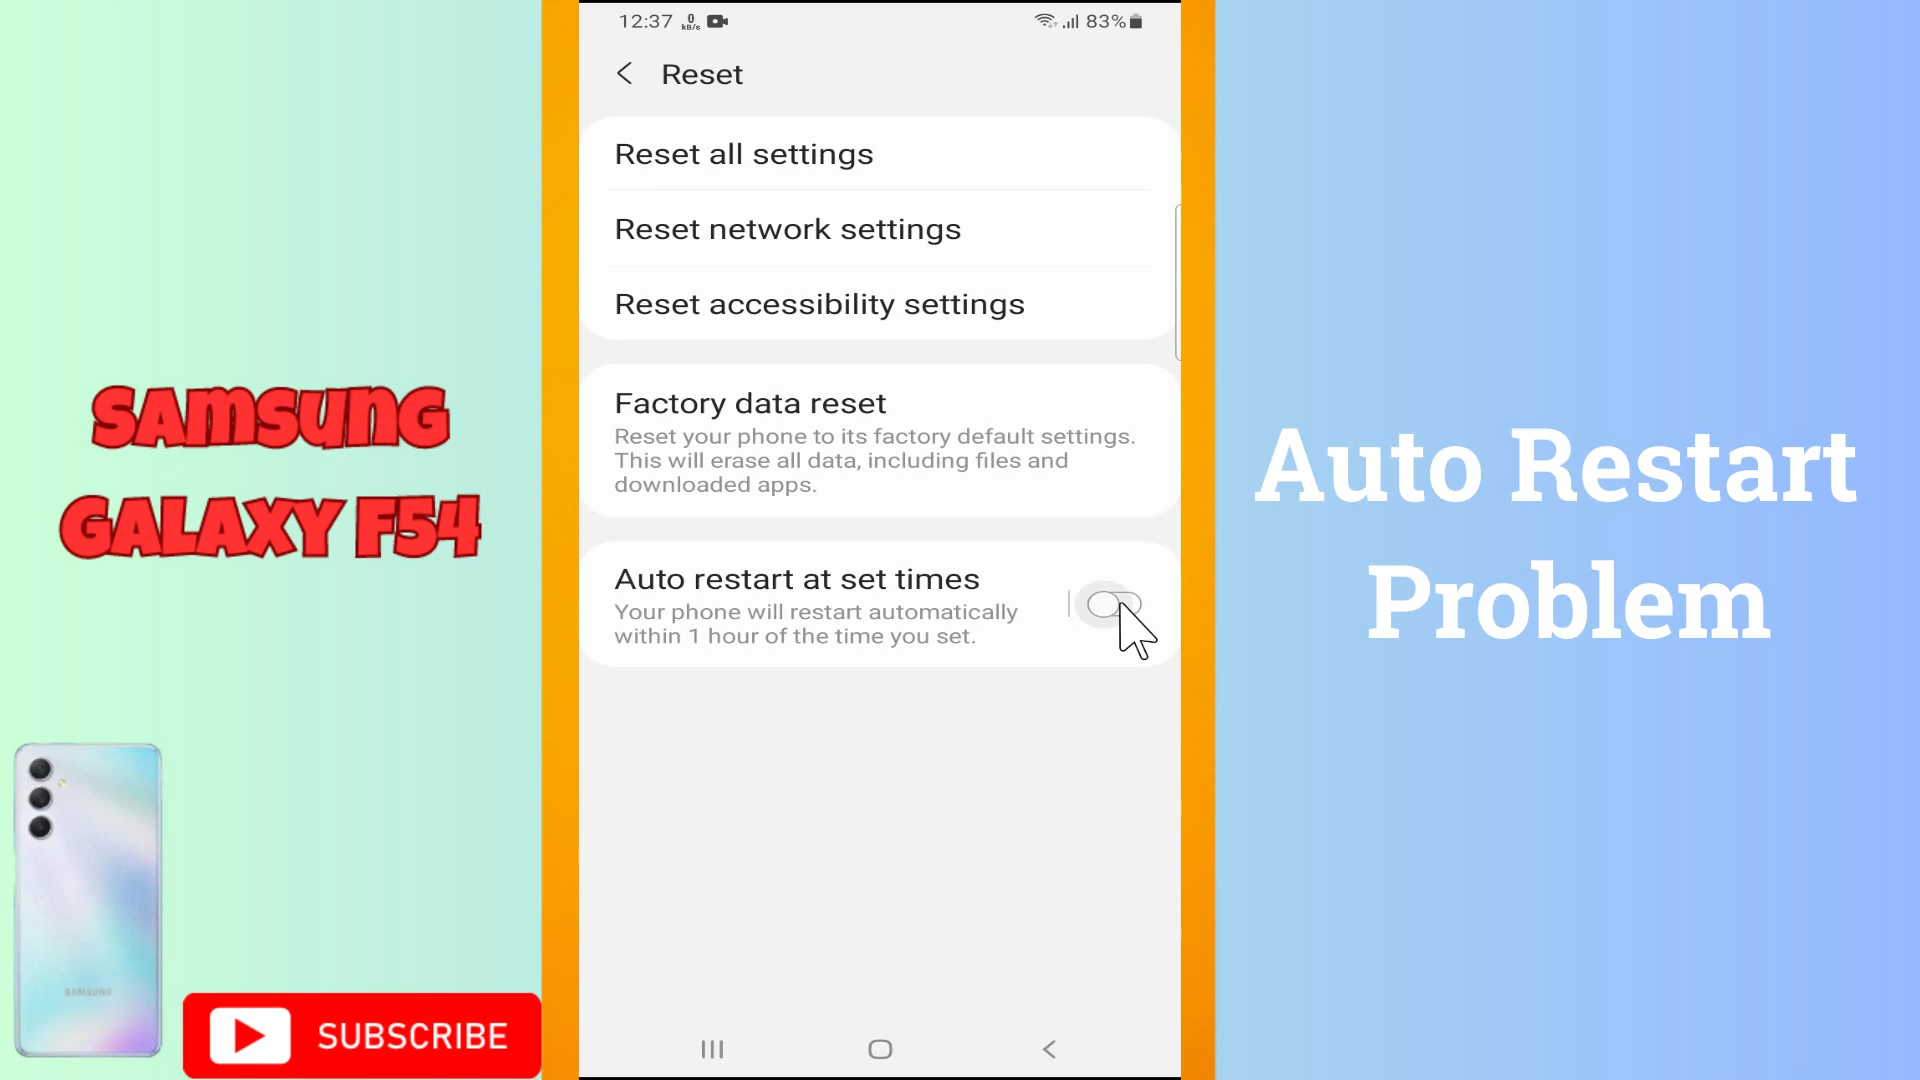 SAMSUNG
GALAXY F54
SAMSUNG
SUBSCRIBE
12:37
0
kB/s
83%
Reset
Reset all settings
Reset network settings
Reset accessibility settings
Factory data reset
Reset your phone to its factory default settings.
This will erase all data, including files and
downloaded apps.
Auto restart at set times
Your phone will restart automatically
within 1 hour of the time you set.
Auto Restart
Problem